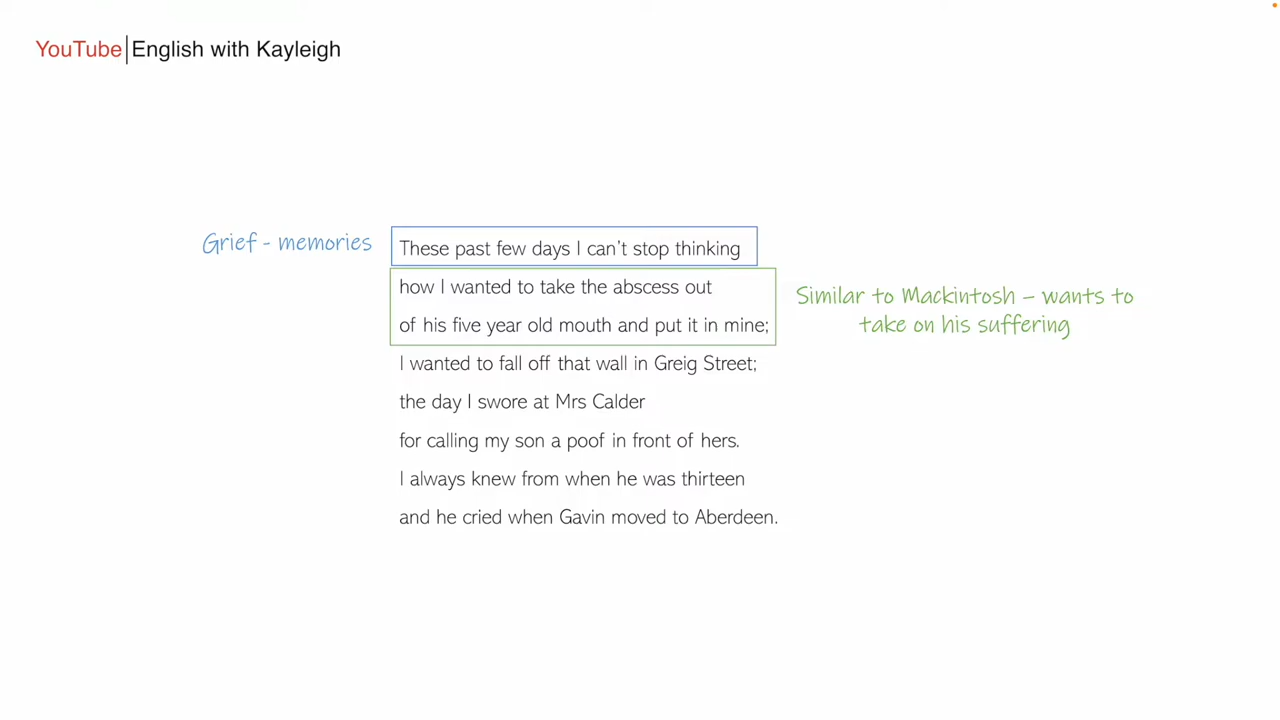 YouTube|English with Kayleigh
Grief - memories
These past few days I can't stop thinking
how I wanted to take the abscess out
of his five year old mouth and put it in mine;
Similar to Mackintosh – wants to
take on his suffering
I wanted to fall off that wall in Greig Street;
the day I swore at Mrs Calder
for calling my son a poof in front of hers.
I always knew from when he was thirteen
and he cried when Gavin moved to Aberdeen.